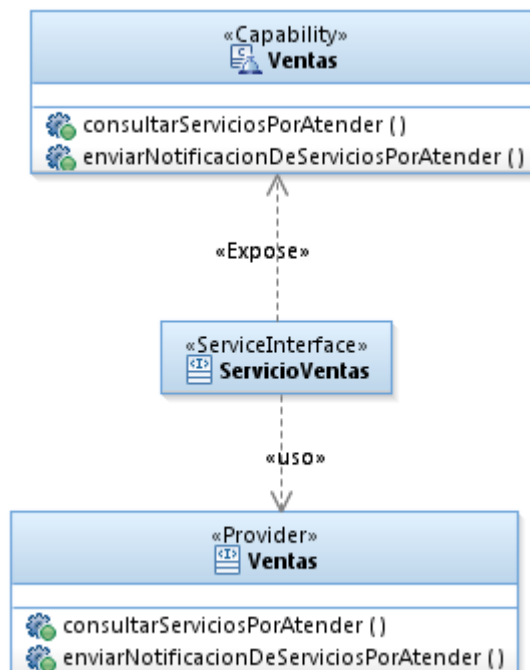 «Capability»
Ventas
consultarServiciosPorAtender ()
enviarNotificacionDeServiciosPorAtender ()
«Expose»
«ServiceInterface»
ServicioVentas
«uso»
«Provider»
Ventas
consultarServiciosPorAtender ()
enviarNotificacionDeServiciosPorAtender ()